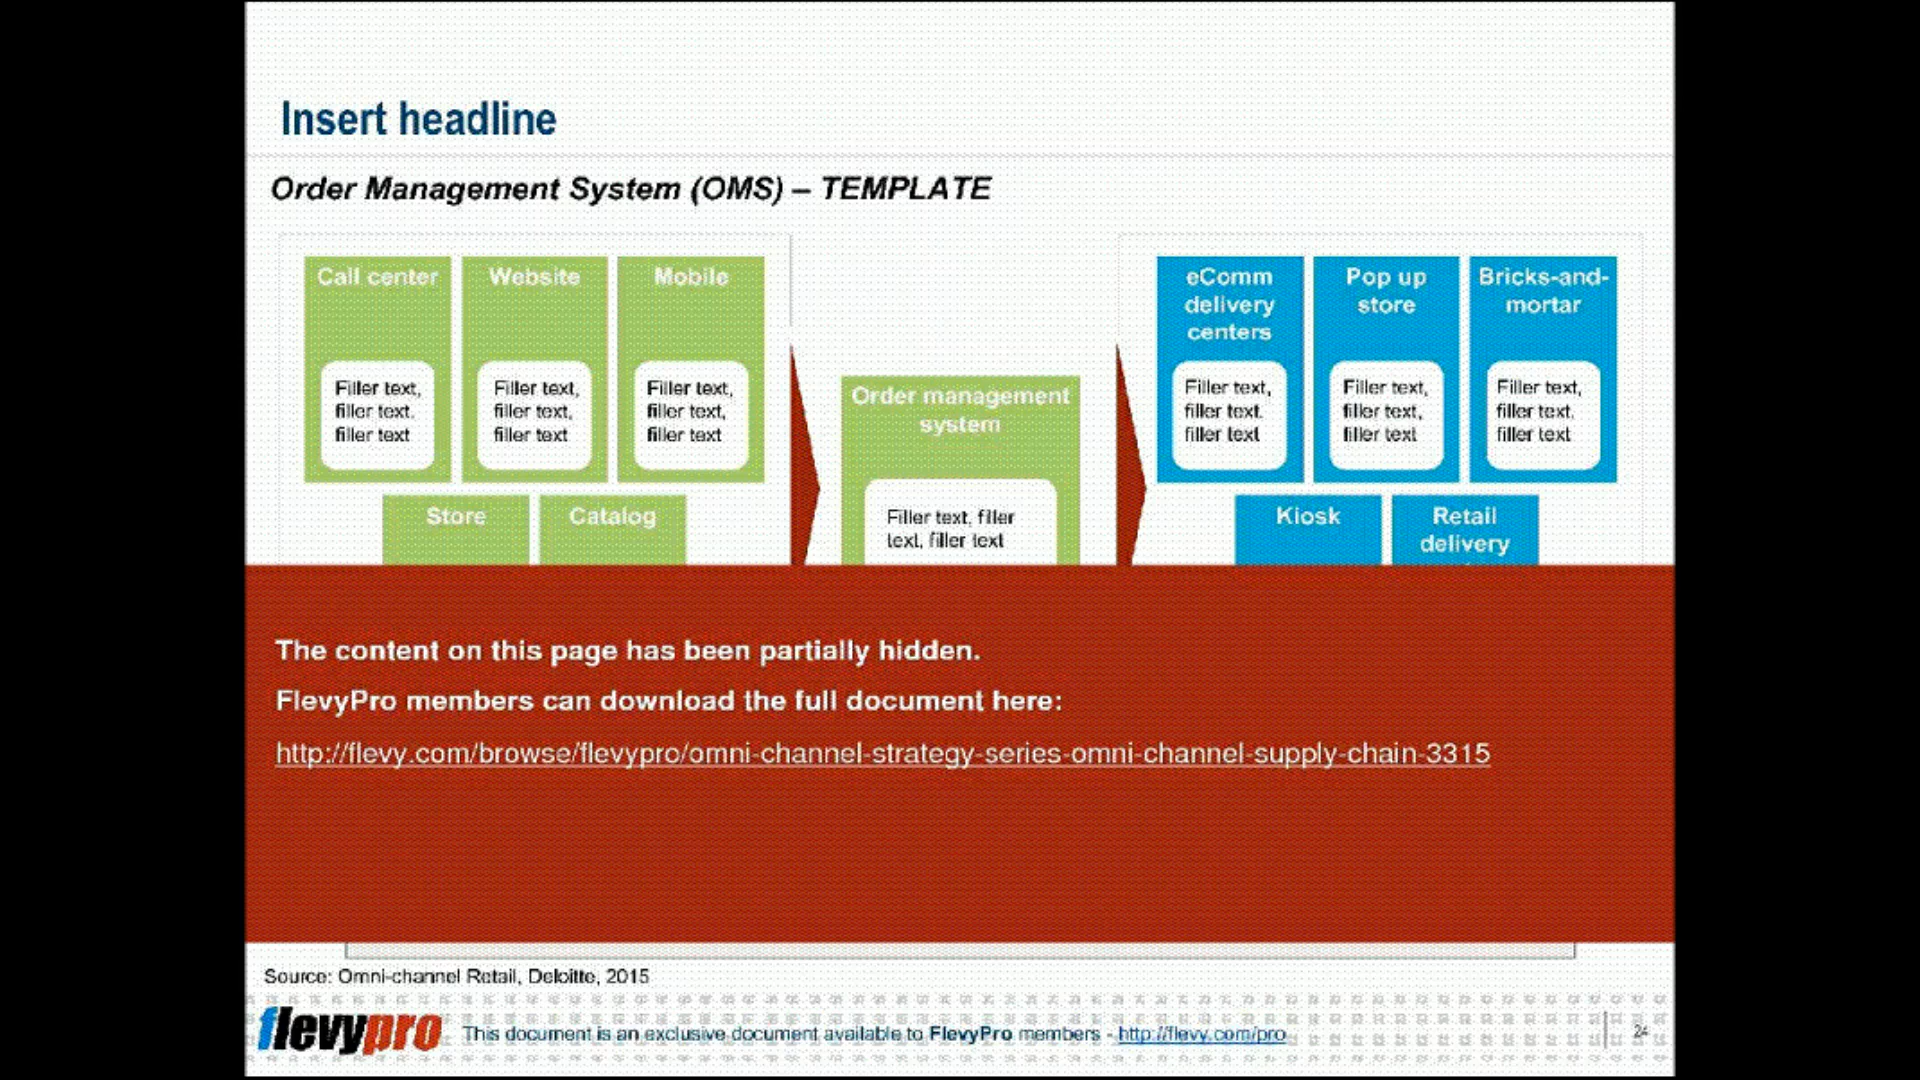 Insert headline
Order Management System (OMS) – TEMPLATE
Call center
Website
Mobile
Filler text,
filler text,
filler text
Filler text,
filler text,
filler text
Filler text,
filler text,
filler text
Store
Catalog
Order management
system
Filler text, filler
text, filler text
eComm
delivery
centers
Pop up
store
Bricks-and-
mortar
Filler text,
filler text,
filler text
Filler text,
filler text,
filler text
Filler text,
filler text,
filler text
Kiosk
Retail
delivery
The content on this page has been partially hidden.
FlevyPro members can download the full document here:
http://flevy.com/browse/flevypro/omni-channel-strategy-series-omni-channel-supply-chain-3315
Source: Omni-channel Retail, Deloitte, 2015
flevypro
This document is an exclusive document available to FlevyPro members - http://flevy.com/pro
24